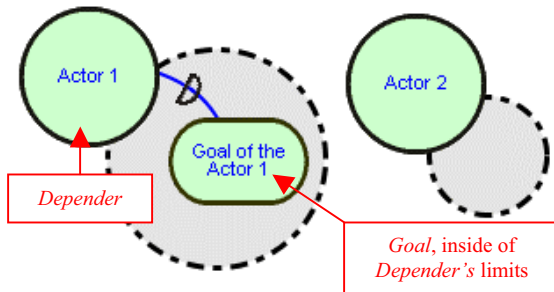 Actor 1
Actor 2
Goal of the
Actor 1
Depender
Goal, inside of
Depender's limits